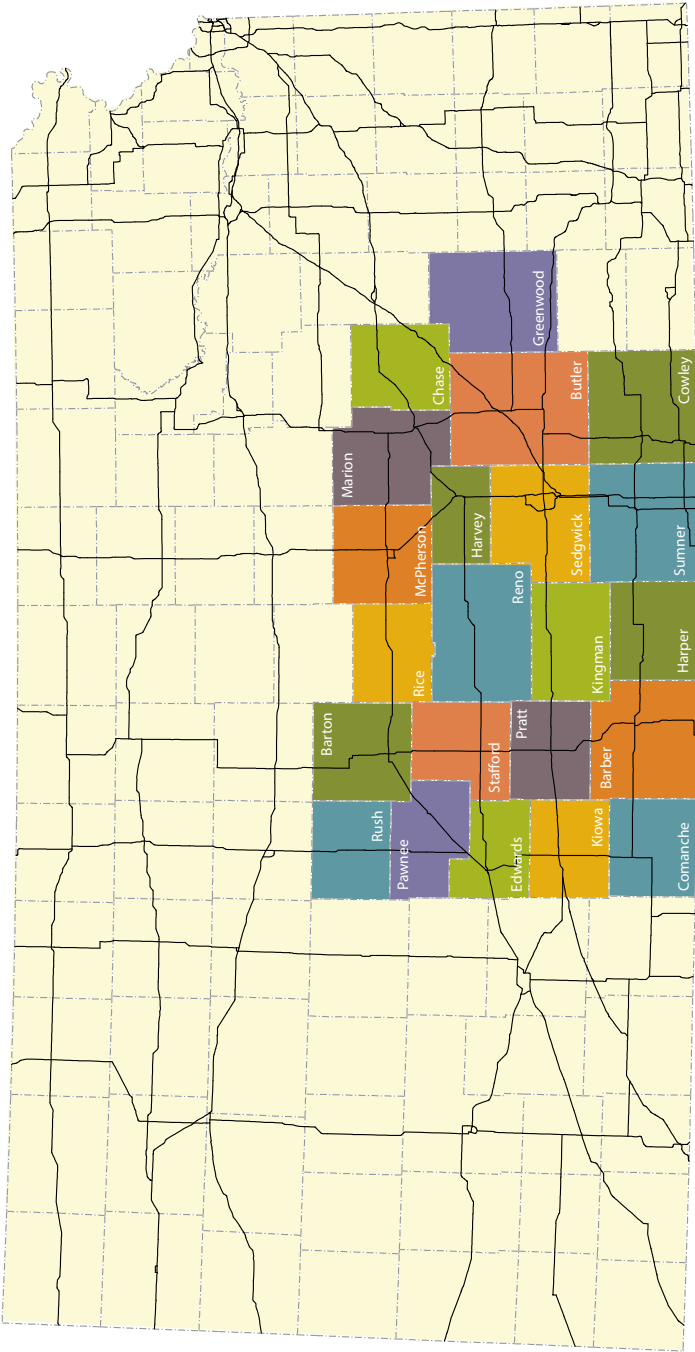 Rush
Barton
Rice
McPherson
Marion
Chase
Pawnee
Stafford
Reno
Harvey
Butler
Greenwood
Edwards
Pratt
Kingman
Sedgwick
Kiowa
Barber
Harper
Sumner
Cowley
Comanche